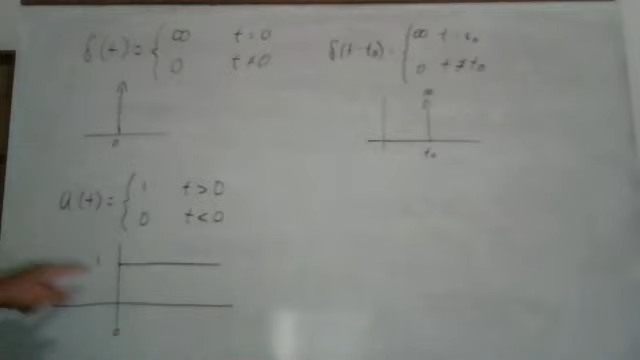 δ(t) = { ∞ t = 0
0 t ≠ 0
δ(t - t₀) = { ∞ t = t₀
0 t ≠ t₀
0
∞
t₀
u(t) = { 1 t > 0
0 t < 0
1
0